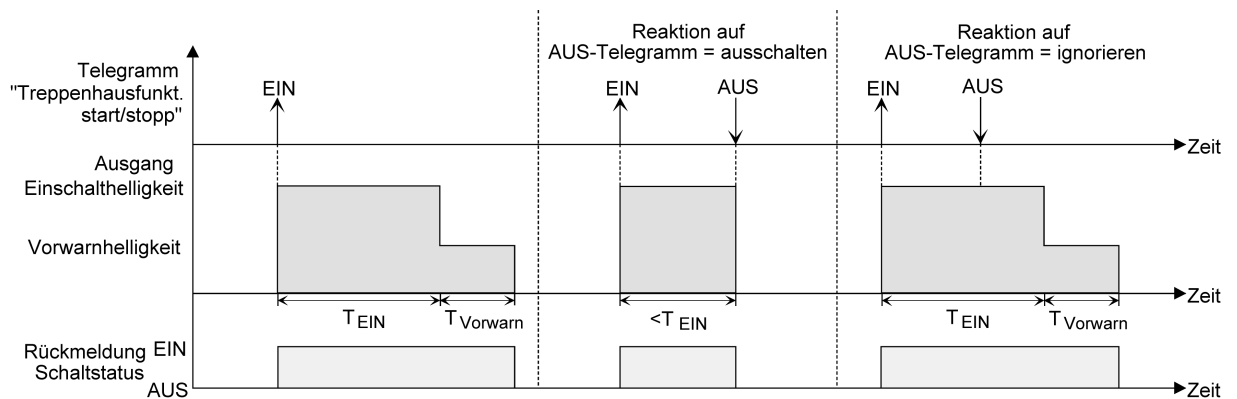 Reaktion auf
AUS-Telegramm = ausschalten
Reaktion auf
AUS-Telegramm = ignorieren
Telegramm
"Treppenhausfunkt.
start/stopp"
EIN
EIN
AUS
EIN
AUS
Zeit
Ausgang
Einschalthelligkeit
Vorwarnhelligkeit
Zeit
T EIN
T Vorwarn
<T EIN
T EIN
T Vorwarn
Rückmeldung
Schaltstatus
EIN
AUS
Zeit